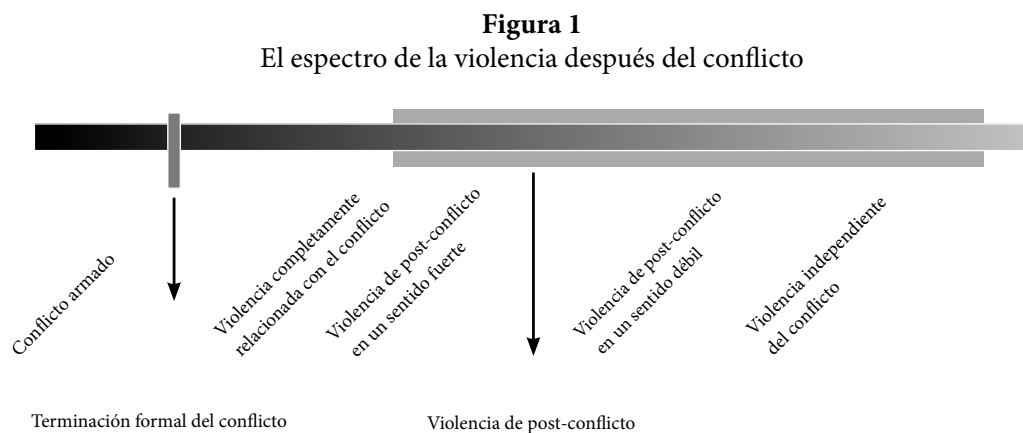 Figura 1
El espectro de la violencia después del conflicto
Conflicto armado
Violencia completamente
relacionada con el conflicto
Violencia de post-conflicto
en un sentido fuerte
Violencia de post-conflicto
en un sentido débil
Violencia independiente
del conflicto
Terminación formal del conflicto
Violencia de post-conflicto